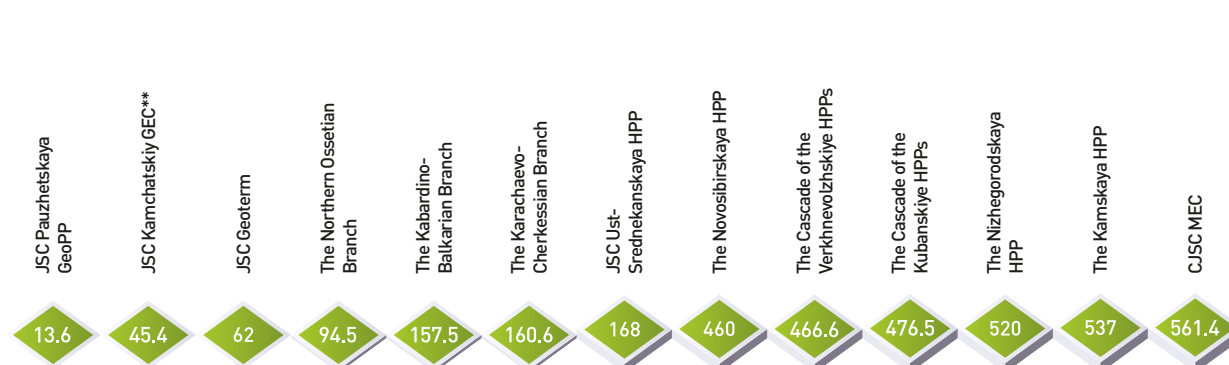 JSC Pauzhetskaya
GeoPP
JSC Kamchatskiy GEC**
JSC Geoterm
The Northern Ossetian
Branch
The Kabardino-
Balkarian Branch
The Karachaevo-
Cherkessian Branch
JSC Ust-
Srednekanskaya HPP
The Novosibirskaya HPP
The Cascade of the
Verkhnevolzhskiye HPPs
The Cascade of the
Kubanskiye HPPs
The Nizhegorodskaya
HPP
The Kamskaya HPP
CJSC MEC
13.6
45.4
62
94.5
157.5
160.6
168
460
466.6
476.5
520
537
561.4